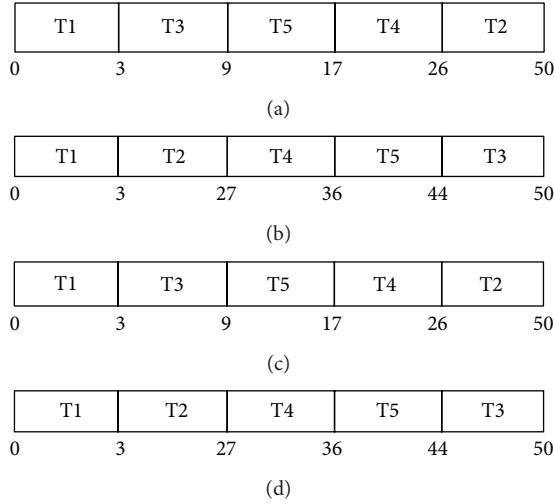 T1 T3 T5 T4 T2
0 3 9 17 26 50
(a)
T1 T2 T4 T5 T3
0 3 27 36 44 50
(b)
T1 T3 T5 T4 T2
0 3 9 17 26 50
(c)
T1 T2 T4 T5 T3
0 3 27 36 44 50
(d)